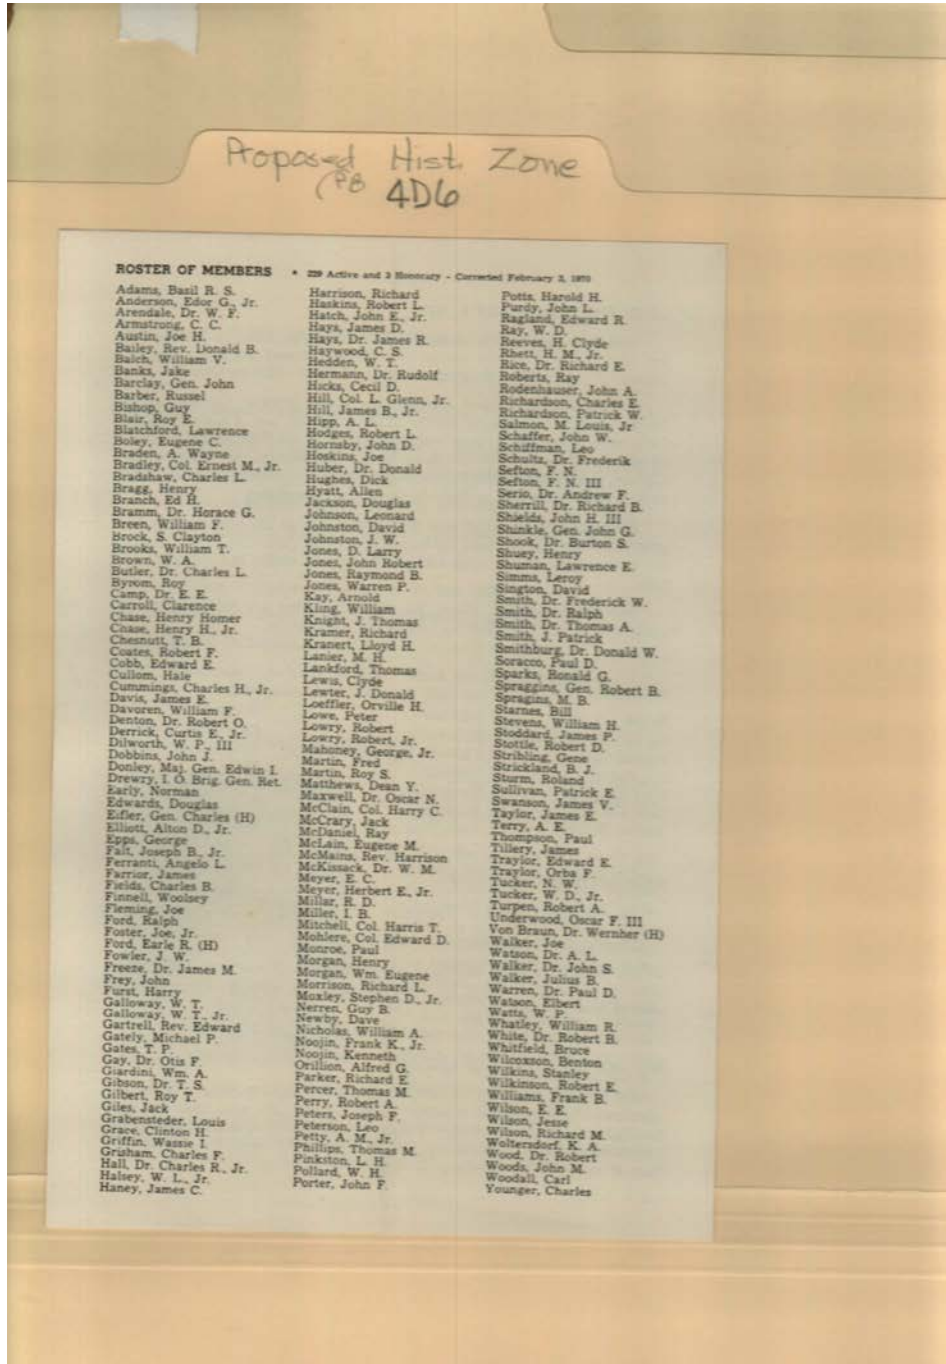 Proposed Hist. Zone
(PB 4D6
ROSTER OF MEMBERS • 229 Active and 3 Honorary - Corrected February 3, 1970
Adams, Basil R. S.
Anderson, Edor G., Jr.
Arendale, Dr. W. F.
Armstrong, C. C.
Austin, Joe H.
Bailey, Rev. Donald B.
Balch, William V.
Banks, Jake
Barclay, Gen. John
Barber, Russel
Bishop, Guy
Blair, Roy E.
Blatchford, Lawrence
Boley, Eugene C.
Braden, A. Wayne
Bradley, Col. Ernest M., Jr.
Bradshaw, Charles L.
Bragg, Henry
Branch, Ed H.
Bramm, Dr. Horace G.
Breen, William F.
Brock, S. Clayton
Brooks, William T.
Brown, W. A.
Butler, Dr. Charles L.
Byrom, Roy
Camp, Dr. E. E.
Carroll, Clarence
Chase, Henry Homer
Chase, Henry H., Jr.
Chesnutt, T. B.
Coates, Robert F.
Cobb, Edward E.
Cullom, Hale
Cummings, Charles H., Jr.
Davis, James E.
Davoren, William F.
Denton, Dr. Robert O.
Derrick, Curtis E., Jr.
Dilworth, W. P., III
Dobbins, John J.
Donley, Maj. Gen. Edwin I.
Drewry, I. O. Brig. Gen. Ret.
Early, Norman
Edwards, Douglas
Eifler, Gen. Charles (H)
Elliott, Alton D., Jr.
Epps, George
Fait, Joseph B., Jr.
Ferranti, Angelo L.
Farrior, James
Fields, Charles B.
Finnell, Woolsey
Fleming, Joe
Ford, Ralph
Foster, Joe, Jr.
Ford, Earle R. (H)
Fowler, J. W.
Freeze, Dr. James M.
Frey, John
Furst, Harry
Galloway, W. T.
Galloway, W. T., Jr.
Gartrell, Rev. Edward
Gately, Michael P.
Gates, T. P.
Gay, Dr. Otis F.
Giardini, Wm. A.
Gibson, Dr. T. S.
Gilbert, Roy T.
Giles, Jack
Grabensteder, Louis
Grace, Clinton H.
Griffin, Wassie I.
Grisham, Charles F.
Hall, Dr. Charles R., Jr.
Halsey, W. L., Jr.
Haney, James C.
Harrison, Richard
Haskins, Robert L.
Hatch, John E., Jr.
Hays, James D.
Hays, Dr. James R.
Haywood, C. S.
Hedden, W. T.
Hermann, Dr. Rudolf
Hicks, Cecil D.
Hill, Col. L. Glenn, Jr.
Hill, James B., Jr.
Hipp, A. L.
Hodges, Robert L.
Hornsby, John D.
Hoskins, Joe
Huber, Dr. Donald
Hughes, Dick
Hyatt, Allen
Jackson, Douglas
Johnson, Leonard
Johnston, David
Johnston, J. W.
Jones, D. Larry
Jones, John Robert
Jones, Raymond B.
Jones, Warren P.
Kay, Arnold
Kling, William
Knight, J. Thomas
Kramer, Richard
Kranert, Lloyd H.
Lanier, M. H.
Lankford, Thomas
Lewis, Clyde
Lewter, J. Donald
Loeffler, Orville H.
Lowe, Peter
Lowry, Robert
Lowry, Robert, Jr.
Mahoney, George, Jr.
Martin, Fred
Martin, Roy S.
Matthews, Dean Y.
Maxwell, Dr. Oscar N.
McClain, Col. Harry C.
McCrary, Jack
McDaniel, Ray
McLain, Eugene M.
McMains, Rev. Harrison
McKissack, Dr. W. M.
Meyer, E. C.
Meyer, Herbert E., Jr.
Millar, R. D.
Miller, I. B.
Mitchell, Col. Harris T.
Mohlere, Col. Edward D.
Monroe, Paul
Morgan, Henry
Morgan, Wm. Eugene
Morrison, Richard L.
Moxley, Stephen D., Jr.
Nerren, Guy B.
Newby, Dave
Nicholas, William A.
Noojin, Frank K., Jr.
Noojin, Kenneth
Orillion, Alfred G.
Parker, Richard E.
Percer, Thomas M.
Perry, Robert A.
Peters, Joseph F.
Peterson, Leo
Petty, A. M., Jr.
Phillips, Thomas M.
Pinkston, L. H.
Pollard, W. H.
Porter, John F.
Potts, Harold H.
Purdy, John L.
Ragland, Edward R.
Ray, W. D.
Reeves, H. Clyde
Rhett, H. M., Jr.
Rice, Dr. Richard E.
Roberts, Ray
Rodenhauser, John A.
Richardson, Charles E.
Richardson, Patrick W.
Salmon, M. Louis, Jr
Schaffer, John W.
Schiffman, Leo
Schultz, Dr. Frederik
Sefton, F. N.
Sefton, F. N. III
Serio, Dr. Andrew F.
Sherrill, Dr. Richard B.
Shields, John H. III
Shinkle, Gen. John G.
Shook, Dr. Burton S.
Shuey, Henry
Shuman, Lawrence E.
Simms, Leroy
Sington, David
Smith, Dr. Frederick W.
Smith, Dr. Ralph
Smith, Dr. Thomas A.
Smith, J. Patrick
Smithburg, Dr. Donald W.
Soracco, Paul D.
Sparks, Ronald G.
Spraggins, Gen. Robert B.
Spragins, M. B.
Starnes, Bill
Stevens, William H.
Stoddard, James P.
Stottle, Robert D.
Stribling, Gene
Strickland, B. J.
Sturm, Roland
Sullivan, Patrick E.
Swanson, James V.
Taylor, James E.
Terry, A. E.
Thompson, Paul
Tillery, James
Traylor, Edward E.
Traylor, Orba F.
Tucker, N. W.
Tucker, W. D., Jr.
Turpen, Robert A.
Underwood, Oscar F. III
Von Braun, Dr. Wernher (H)
Walker, Joe
Watson, Dr. A. L.
Walker, Dr. John S.
Walker, Julius B.
Warren, Dr. Paul D.
Watson, Elbert
Watts, W. P.
Whatley, William R.
White, Dr. Robert B.
Whitfield, Bruce
Wilcoxson, Benton
Wilkins, Stanley
Wilkinson, Robert E.
Williams, Frank B.
Wilson, E. E.
Wilson, Jesse
Wilson, Richard M.
Woltersdorf, K. A.
Wood, Dr. Robert
Woods, John M.
Woodall, Carl
Younger, Charles